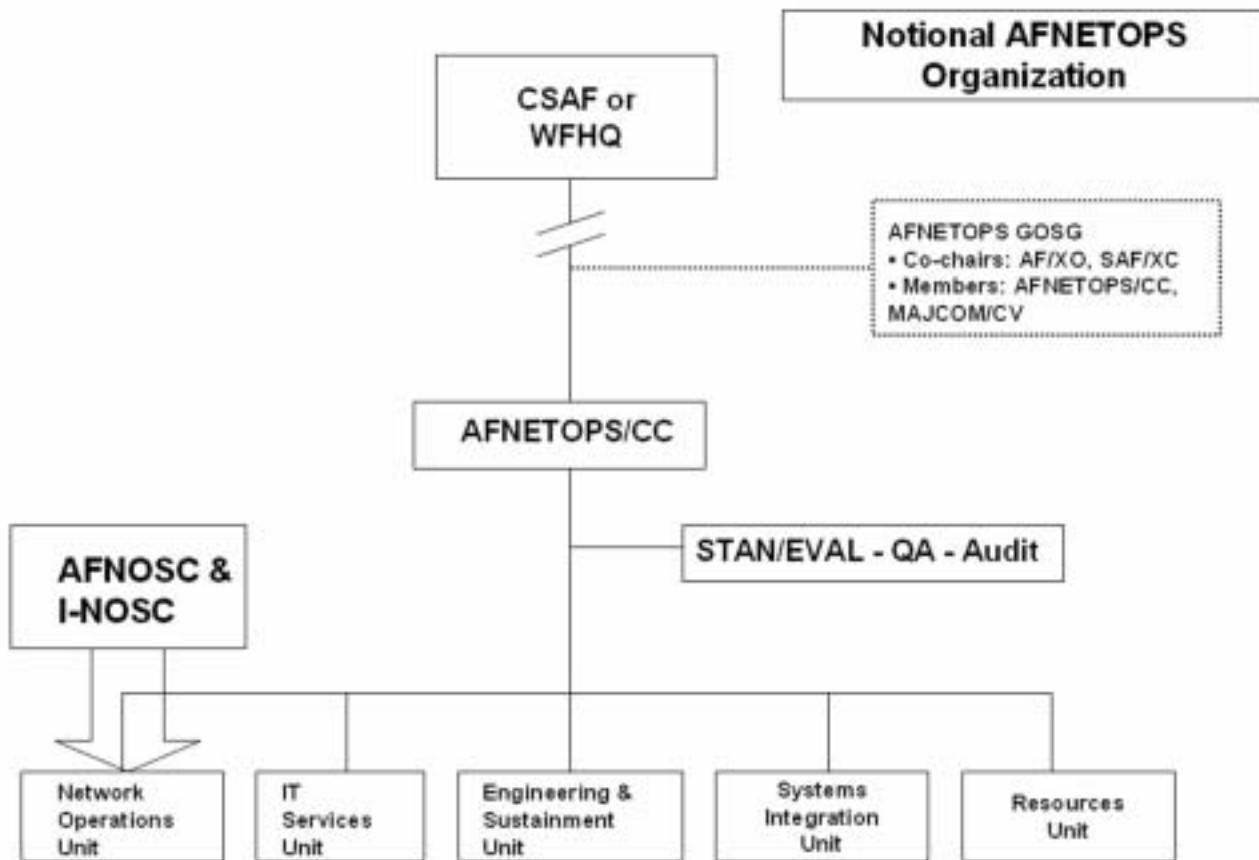 Notional AFNETOPS
Organization
CSAF or
WFHQ
AFNETOPS GOSG
• Co-chairs: AF/XO, SAF/XC
• Members: AFNETOPS/CC,
MAJCOM/CV
AFNETOPS/CC
STAN/EVAL - QA - Audit
AFNOSC &
I-NOSC
Network
Operations
Unit
IT
Services
Unit
Engineering &
Sustainment
Unit
Systems
Integration
Unit
Resources
Unit